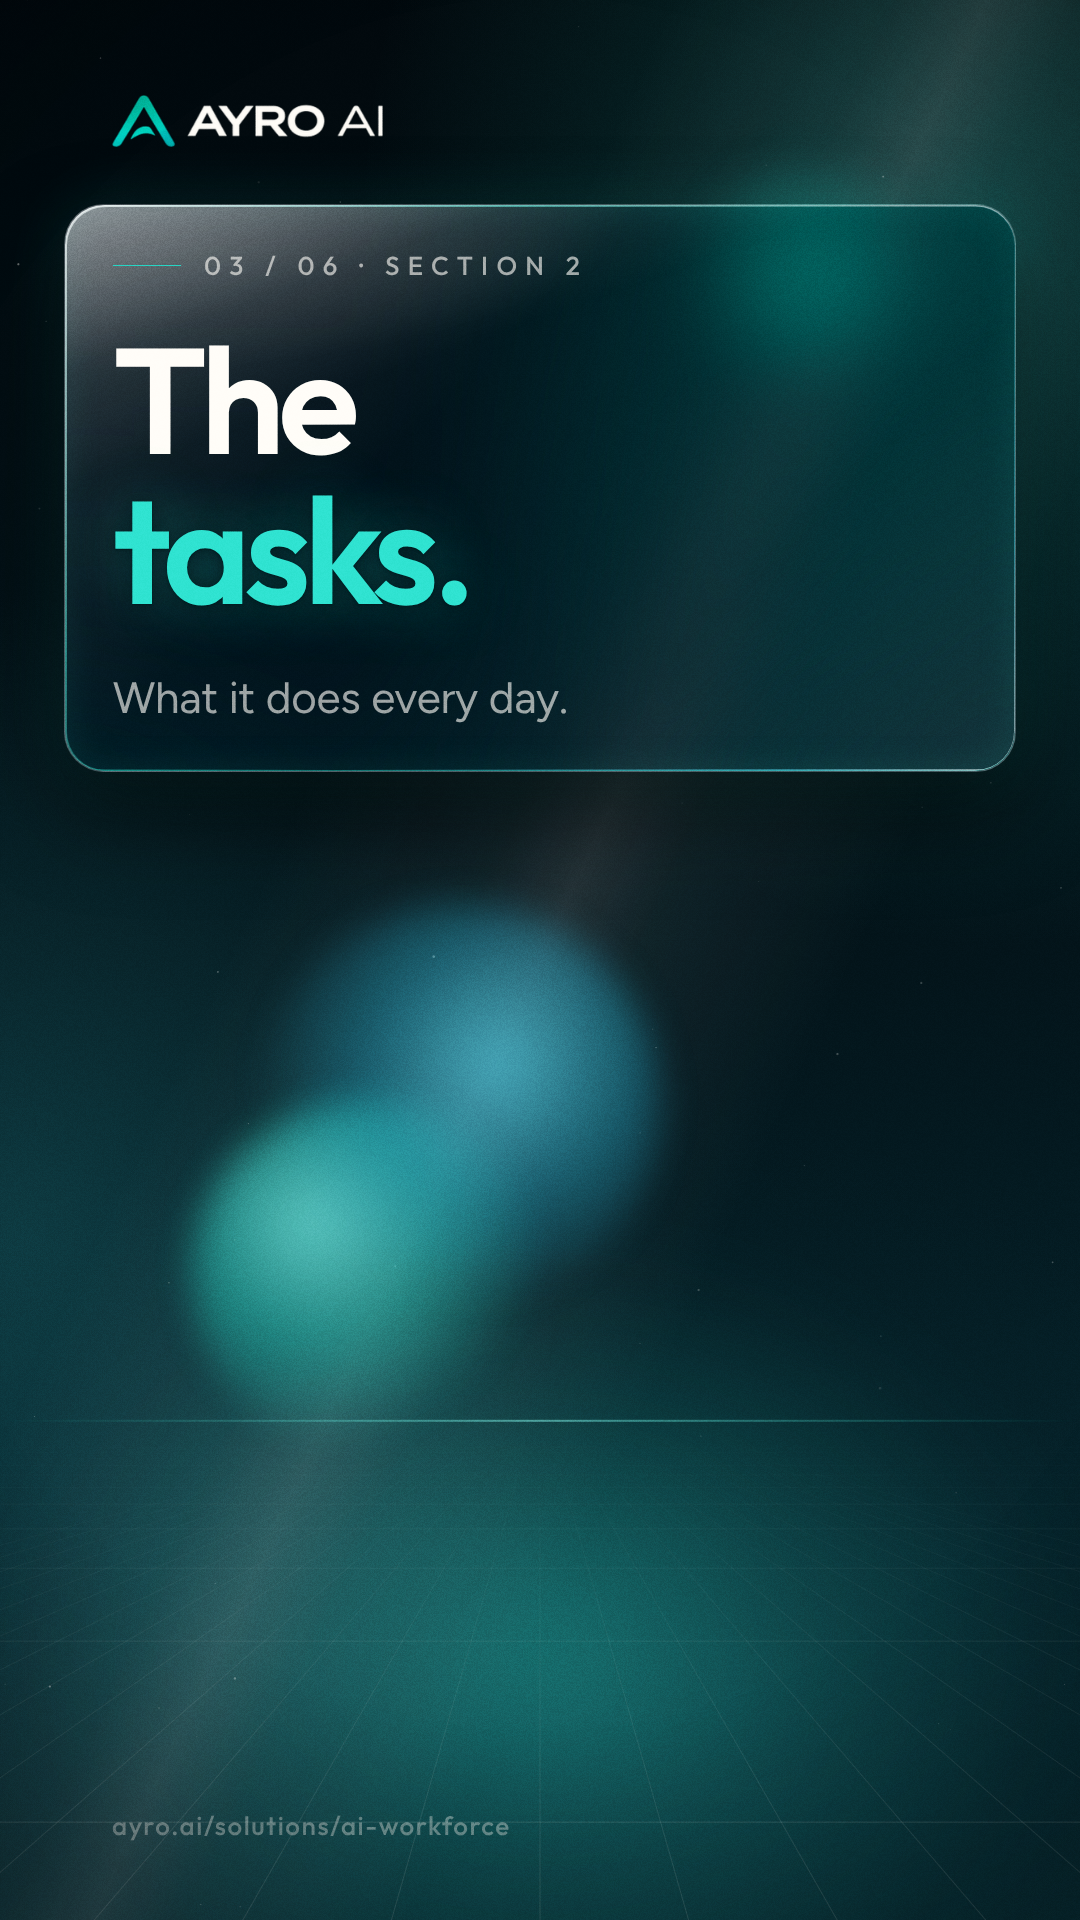 AYRO AI
03 / 06 · SECTION 2
The
tasks.
What it does every day.
ayro.ai/solutions/ai-workforce